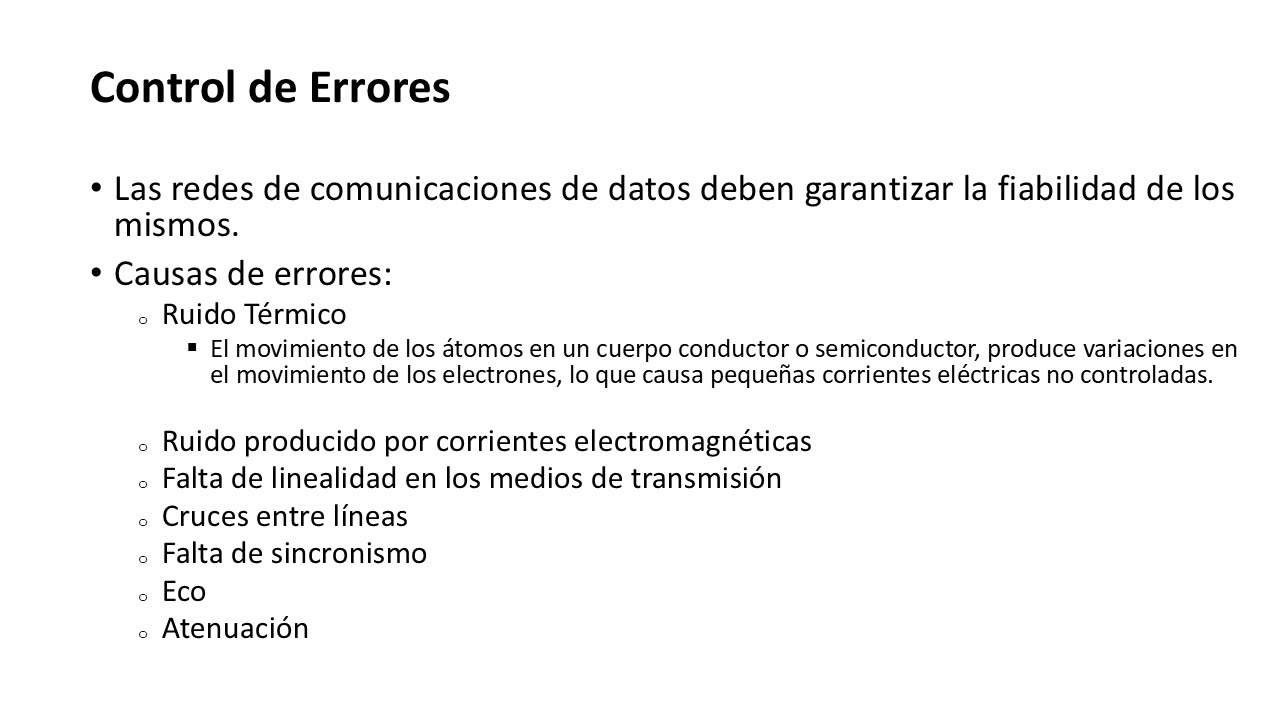 Control de Errores
• Las redes de comunicaciones de datos deben garantizar la fiabilidad de los
mismos.
• Causas de errores:
o Ruido Térmico
▪ El movimiento de los átomos en un cuerpo conductor o semiconductor, produce variaciones en
el movimiento de los electrones, lo que causa pequeñas corrientes eléctricas no controladas.
o Ruido producido por corrientes electromagnéticas
o Falta de linealidad en los medios de transmisión
o Cruces entre líneas
o Falta de sincronismo
o Eco
o Atenuación